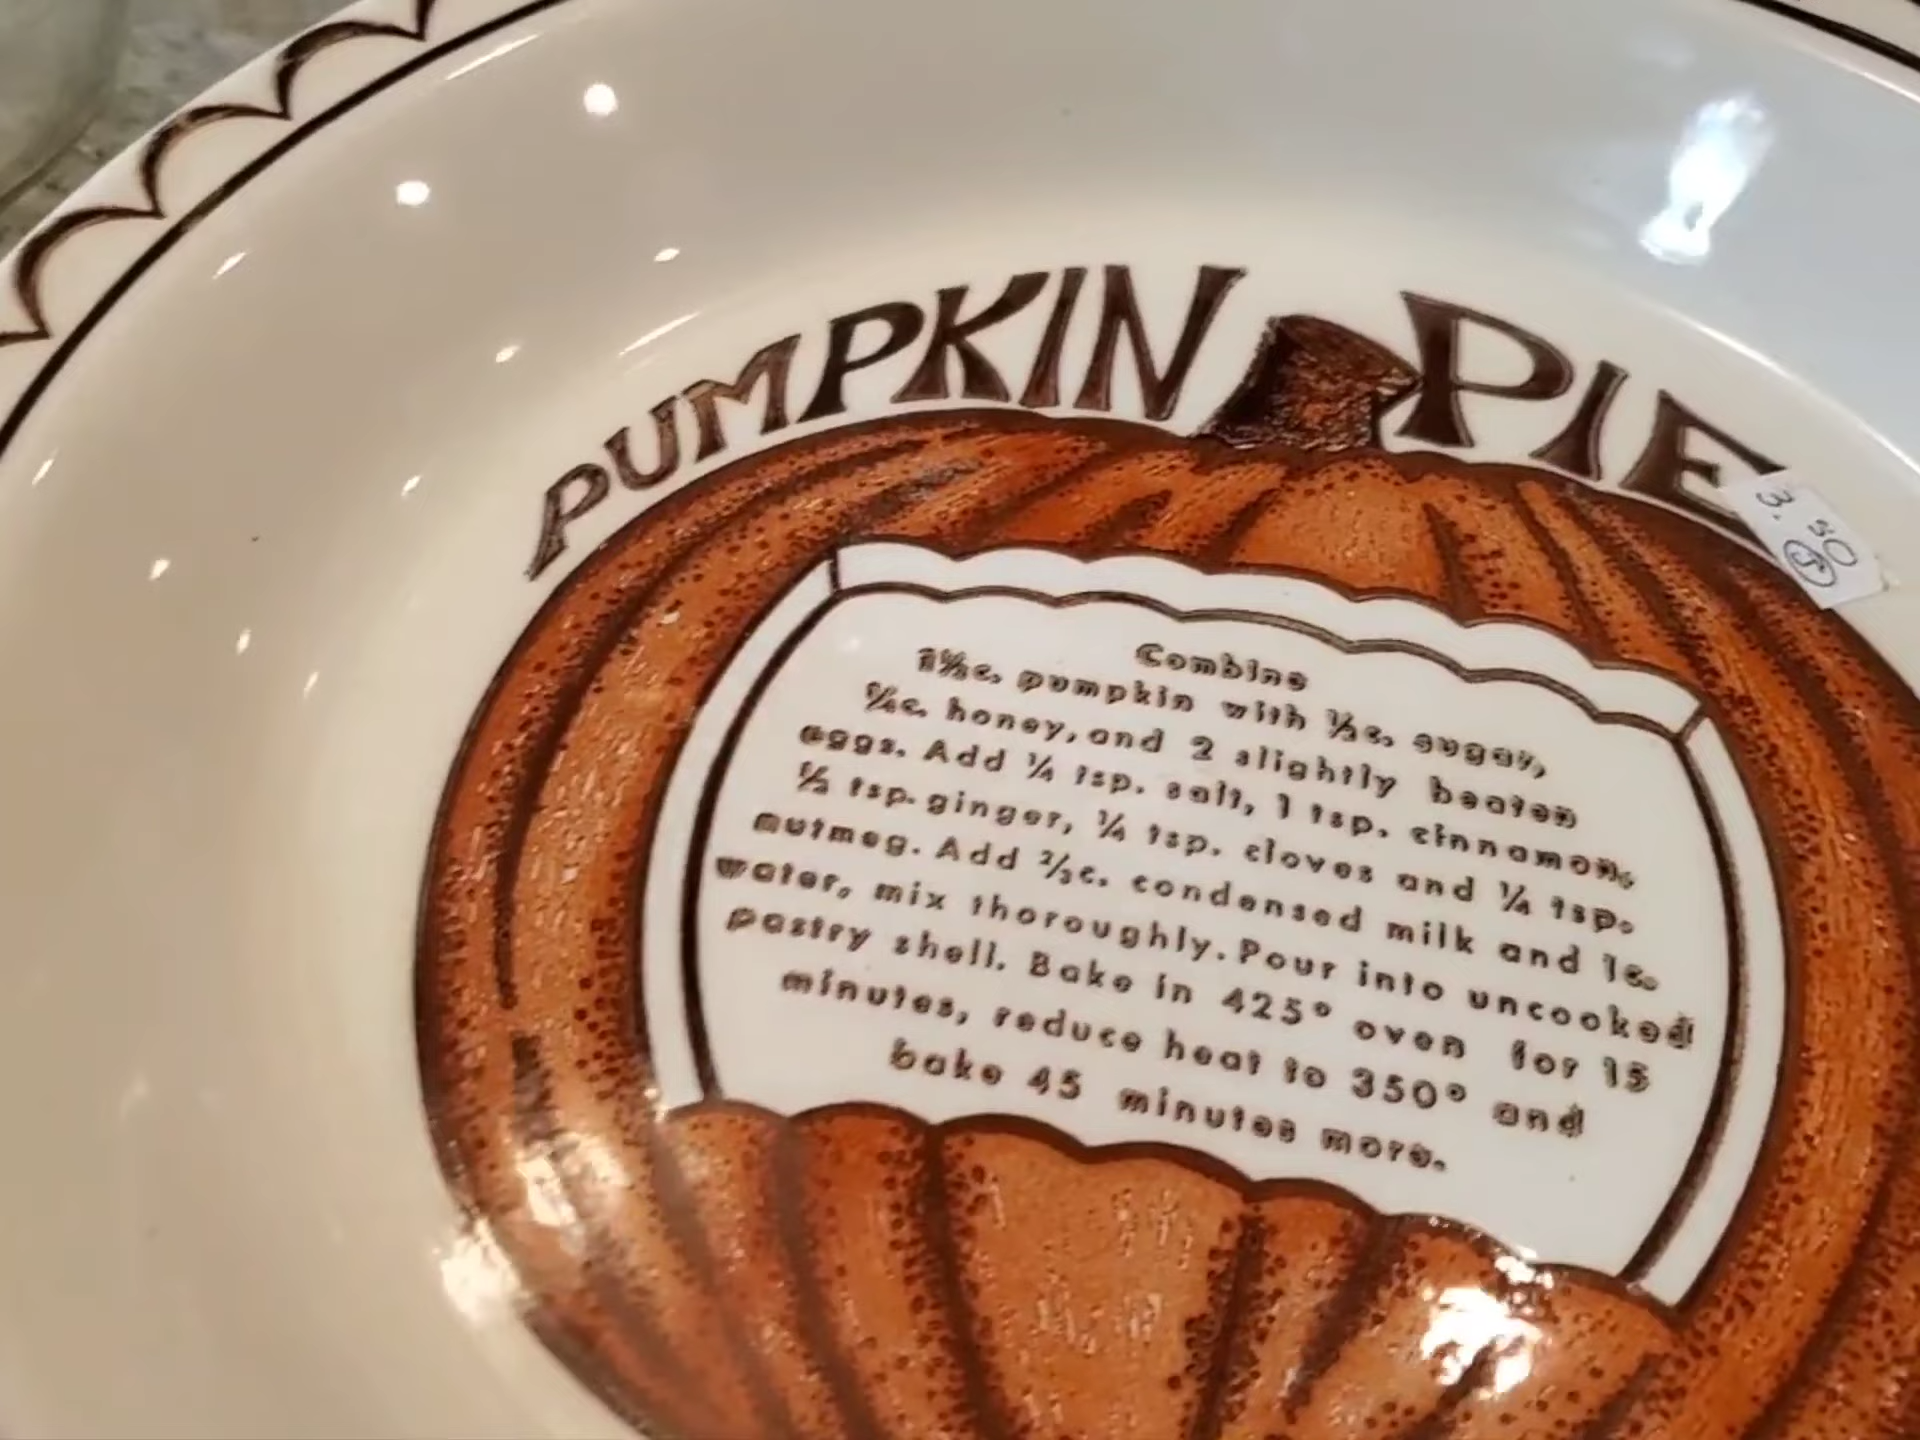 PUMPKIN PIE
3.50
Combine
1½c. pumpkin with ½c. sugar,
honey, and 2 slightly beaten
eggs. Add ¼ tsp. salt, 1 tsp. cinnamon,
½ tsp. ginger, ¼ tsp. cloves and ¼ tsp.
nutmeg. Add ⅔c. condensed milk and 1c.
water, mix thoroughly. Pour into uncooked
pastry shell. Bake in 425° oven for 15
minutes, reduce heat to 350° and
bake 45 minutes more.